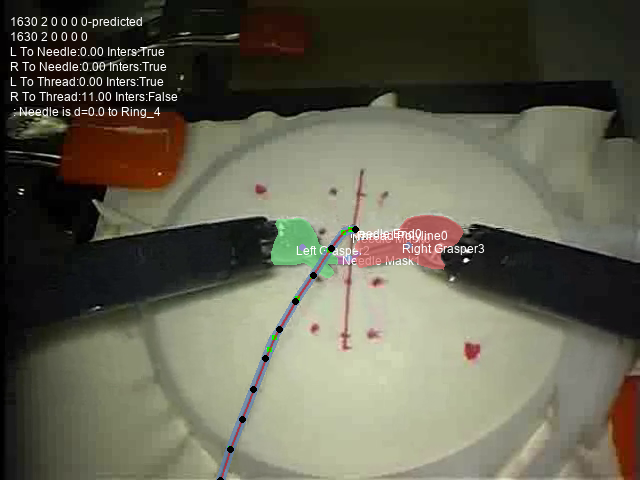 1630 2 0 0 0 0-predicted
1630 2 0 0 0 0
L To Needle:0.00 Inters:True
R To Needle:0.00 Inters:True
L To Thread:0.00 Inters:True
R To Thread:11.00 Inters:False
: Needle is d=0.0 to Ring_4
Left Grasper2
Right Grasper3
Needle Mask1